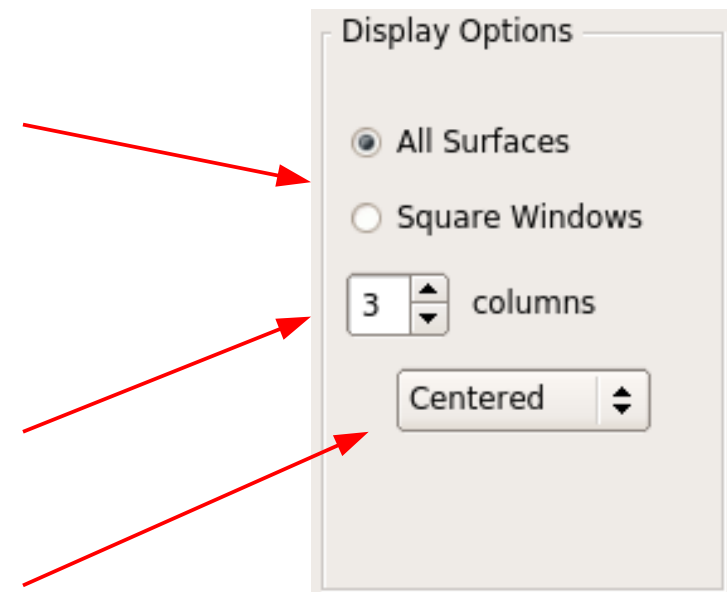 Display Options
All Surfaces
Square Windows
3 columns
Centered